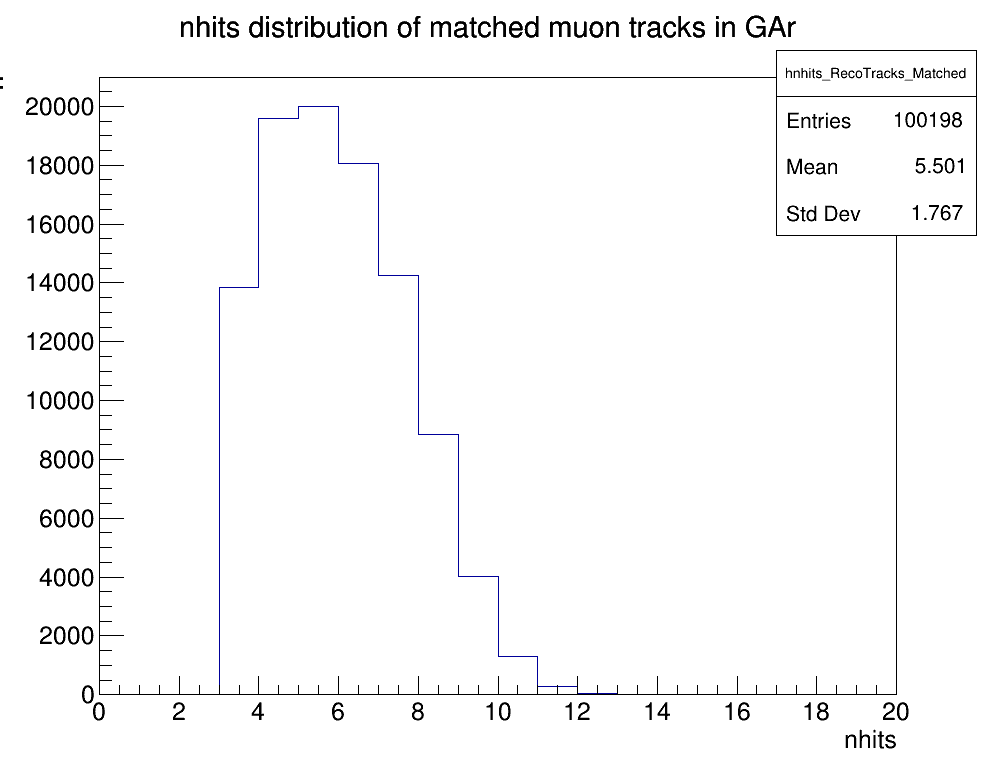 nhits distribution of matched muon tracks in GAr
hnhits_RecoTracks_Matched
Entries 100198
Mean 5.501
Std Dev 1.767
20000
18000
16000
14000
12000
10000
8000
6000
4000
2000
0
0 2 4 6 8 10 12 14 16 18 20
nhits